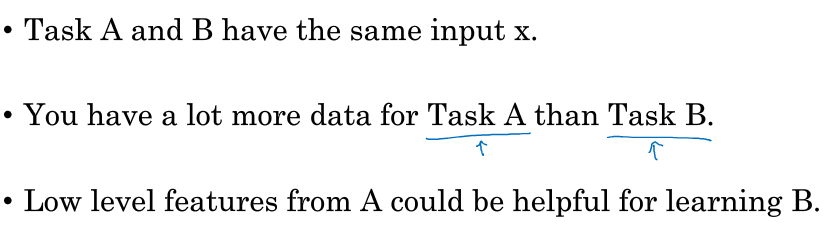 • Task A and B have the same input x.
• You have a lot more data for Task A than Task B.
• Low level features from A could be helpful for learning B.